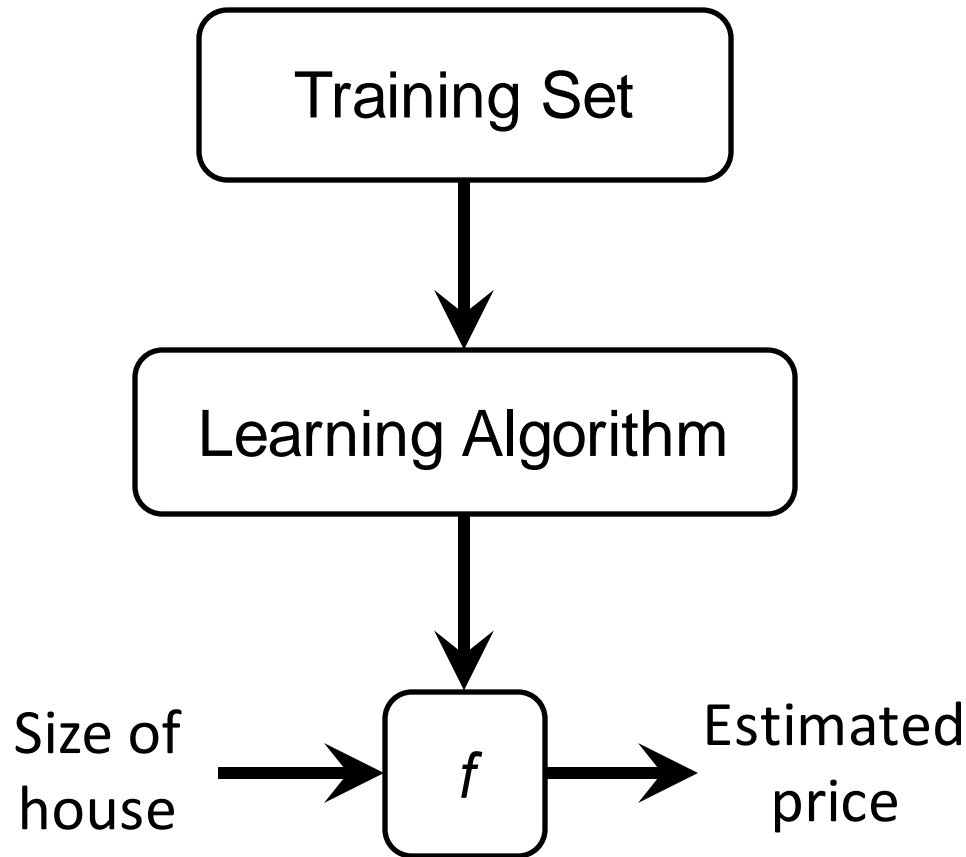 Training Set
Learning Algorithm
Size of
house
f
Estimated
price